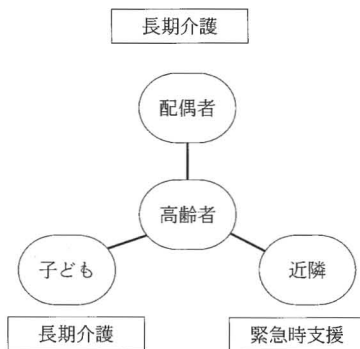 長期介護
配偶者
高齢者
子ども
近隣
長期介護
緊急時支援